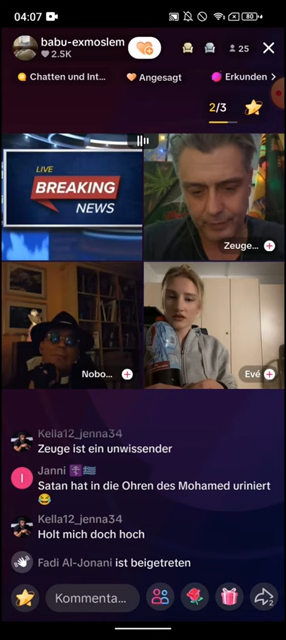 04:07
80
babu-exmoslem
2.5K
25
Chatten und Int...
Angesagt
Erkunden
2/3
LIVE
BREAKING
NEWS
Zeuge...
Nobo...
Evé
Kella12_jenna34
Zeuge ist ein unwissender
I
Janni
Satan hat in die Ohren des Mohamed uriniert
Kella12_jenna34
Holt mich doch hoch
Fadi Al-Jonani ist beigetreten
Kommenta...
2